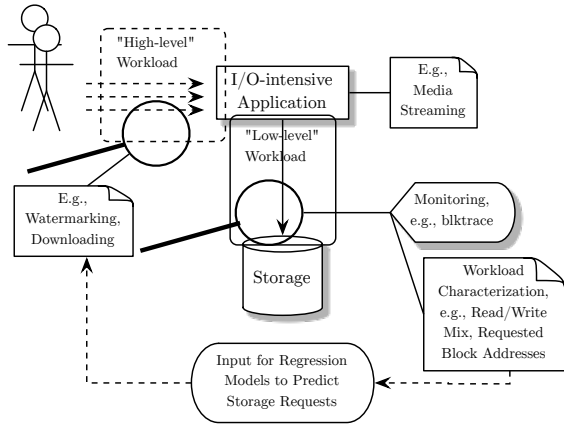 "High-level"
Workload
I/O-intensive
Application
E.g.,
Media
Streaming
"Low-level"
Workload
E.g.,
Watermarking,
Downloading
Monitoring,
e.g., blktrace
Storage
Workload
Characterization,
e.g., Read/Write
Mix, Requested
Block Addresses
Input for Regression
Models to Predict
Storage Requests